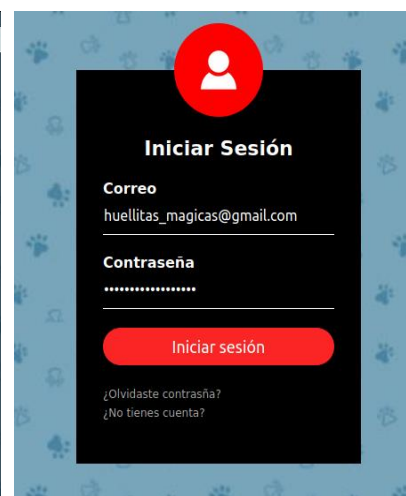 Iniciar Sesión
Correo
huellitas_magicas@gmail.com
Contraseña
••••••••••••••••••
Iniciar sesión
¿Olvidaste contrasña?
¿No tienes cuenta?